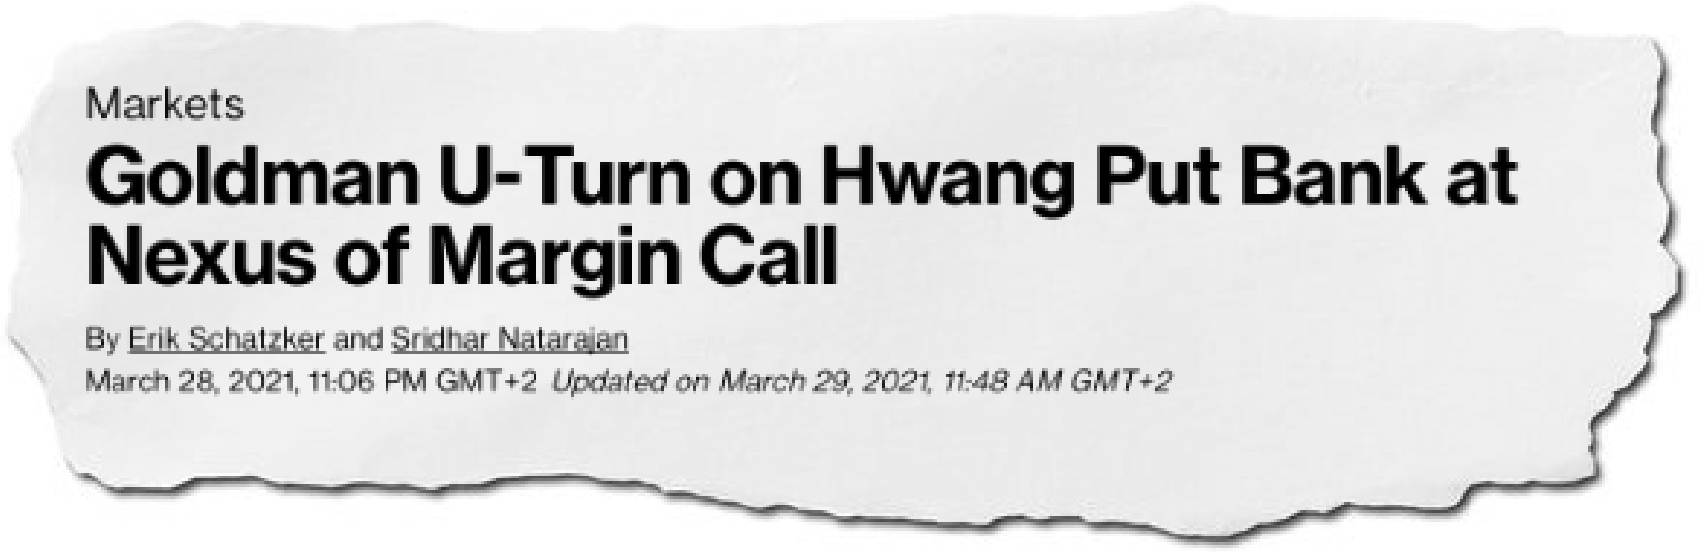 Markets
Goldman U-Turn on Hwang Put Bank at
Nexus of Margin Call
By Erik Schatzker and Sridhar Natarajan
March 28, 2021, 11:06 PM GMT+2 Updated on March 29, 2021, 11:48 AM GMT+2